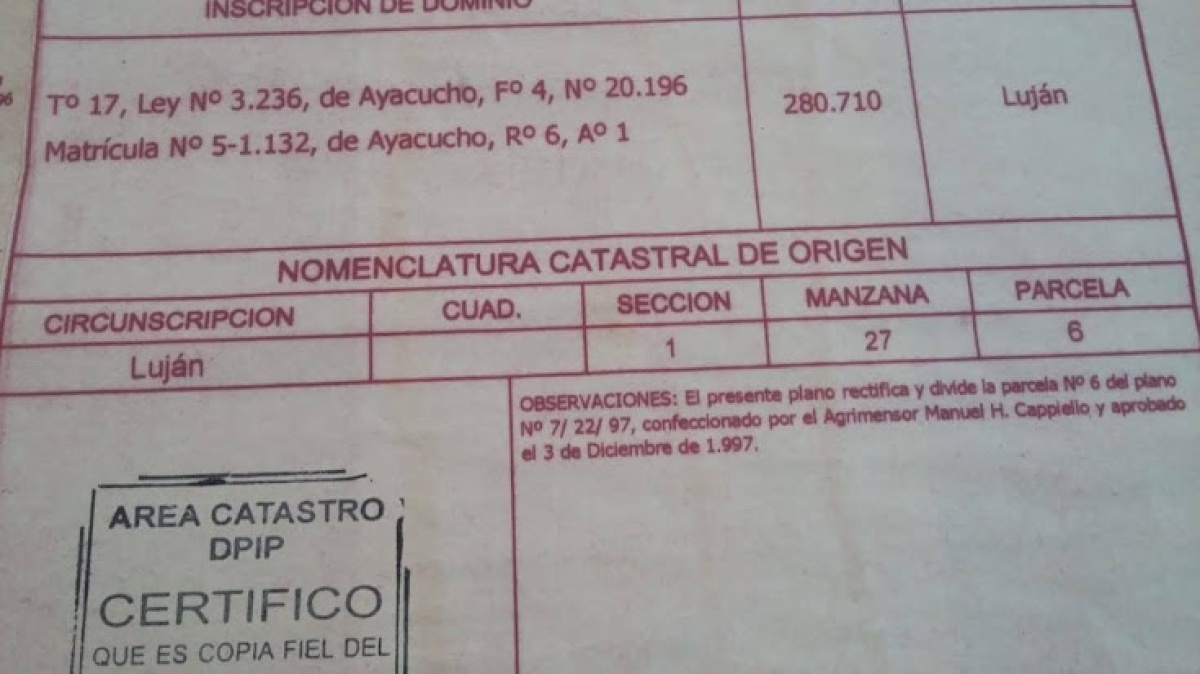 INSCRIPCION DE DOMINIO
Tº 17, Ley Nº 3.236, de Ayacucho, Fº 4, Nº 20.196
Matrícula Nº 5-1.132, de Ayacucho, Rº 6, Aº 1
280.710
Luján
NOMENCLATURA CATASTRAL DE ORIGEN
CIRCUNSCRIPCION CUAD. SECCION MANZANA PARCELA
Luján 1 27 6
OBSERVACIONES: El presente plano rectifica y divide la parcela Nº 6 del plano
Nº 7/ 22/ 97, confeccionado por el Agrimensor Manuel H. Cappiello y aprobado
el 3 de Diciembre de 1.997.
AREA CATASTRO
DPIP
CERTIFICO
QUE ES COPIA FIEL DEL